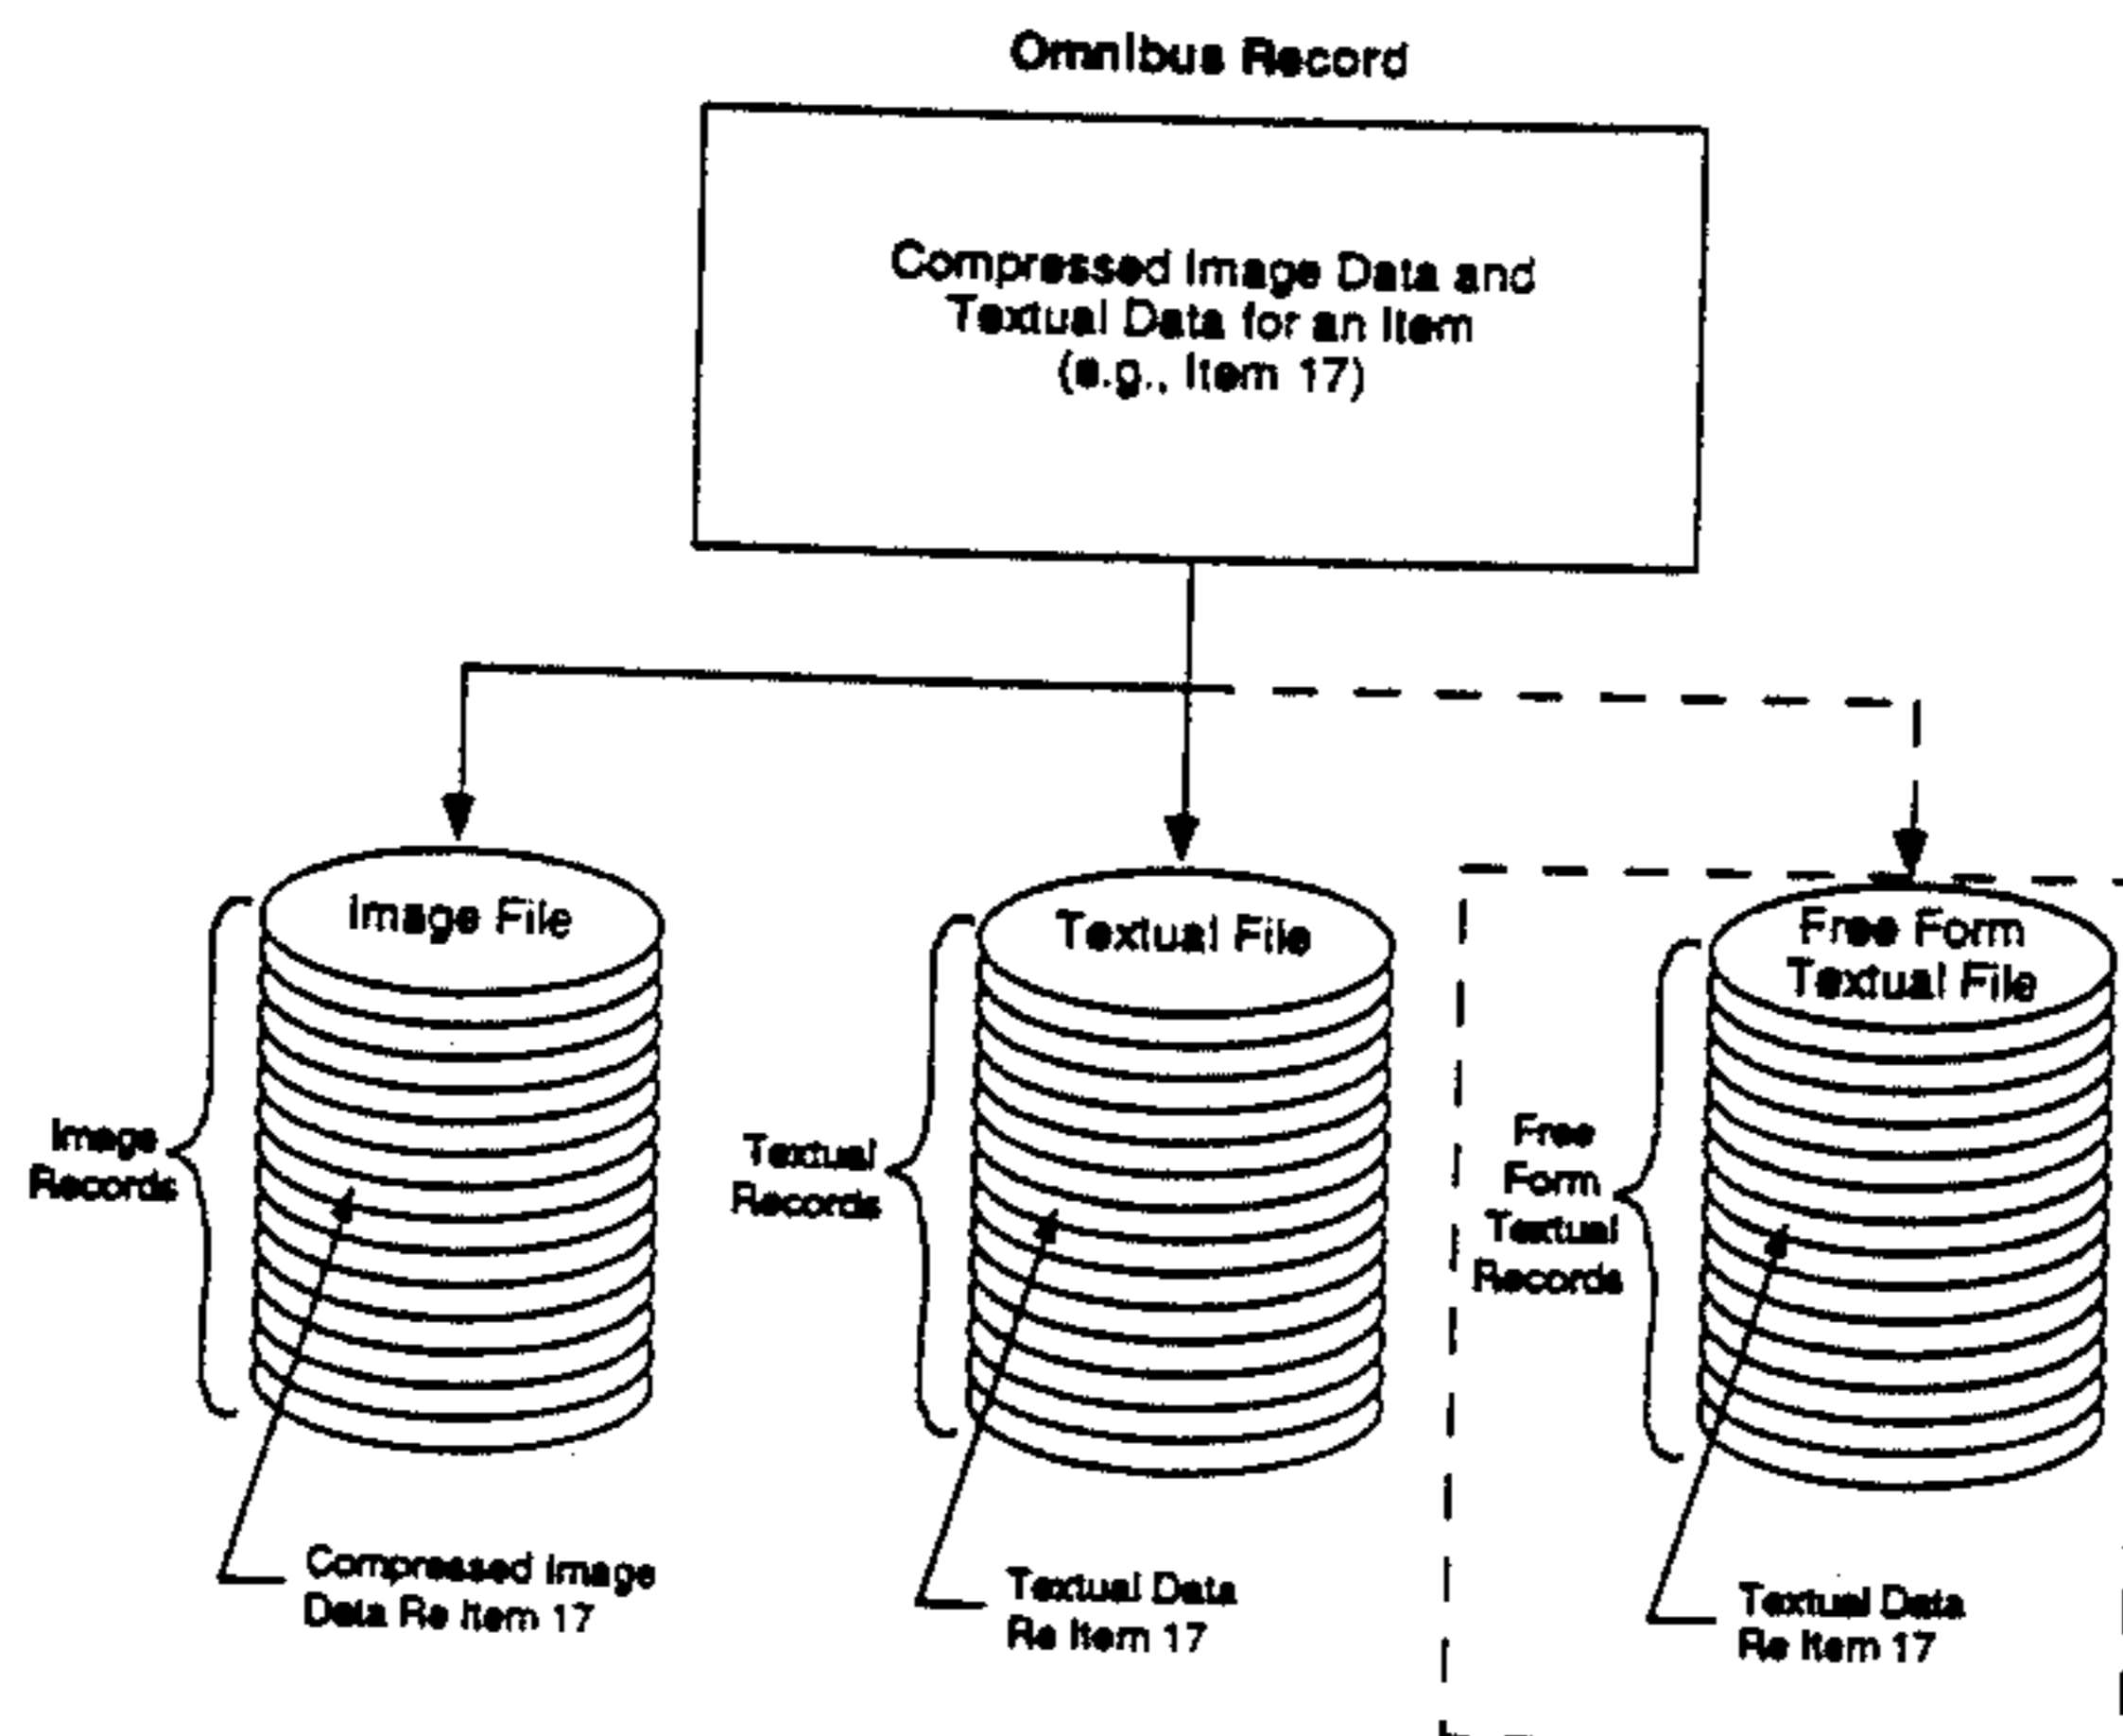 Omnibus Record
Compressed Image Data and
Textual Data for an Item
(e.g., Item 17)
Image File
Textual File
Free Form
Textual File
Image
Records
Textual
Records
Free
Form
Textual
Records
Compressed Image
Data Re Item 17
Textual Data
Re Item 17
Textual Data
Re Item 17